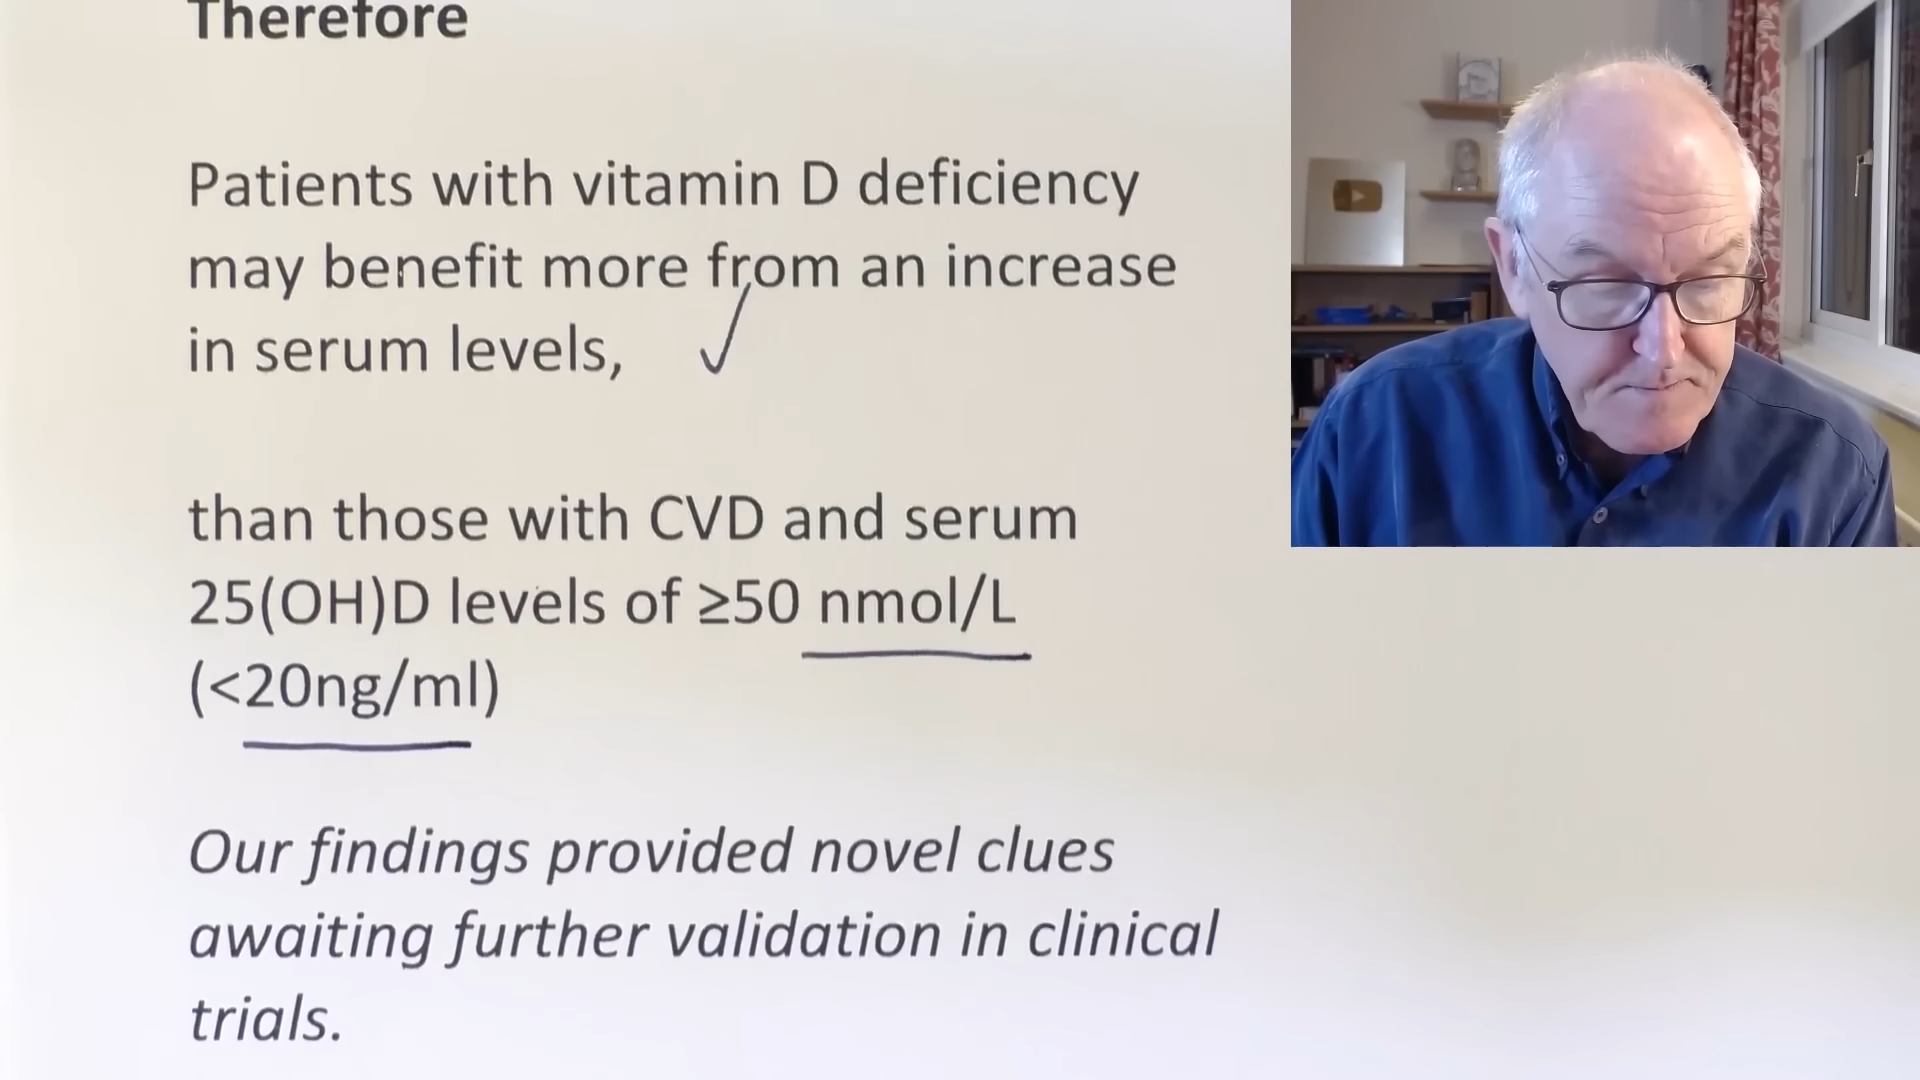 Therefore
Patients with vitamin D deficiency
may benefit more from an increase
in serum levels,
than those with CVD and serum
25(OH)D levels of ≥50 nmol/L
(<20ng/ml)
Our findings provided novel clues
awaiting further validation in clinical
trials.